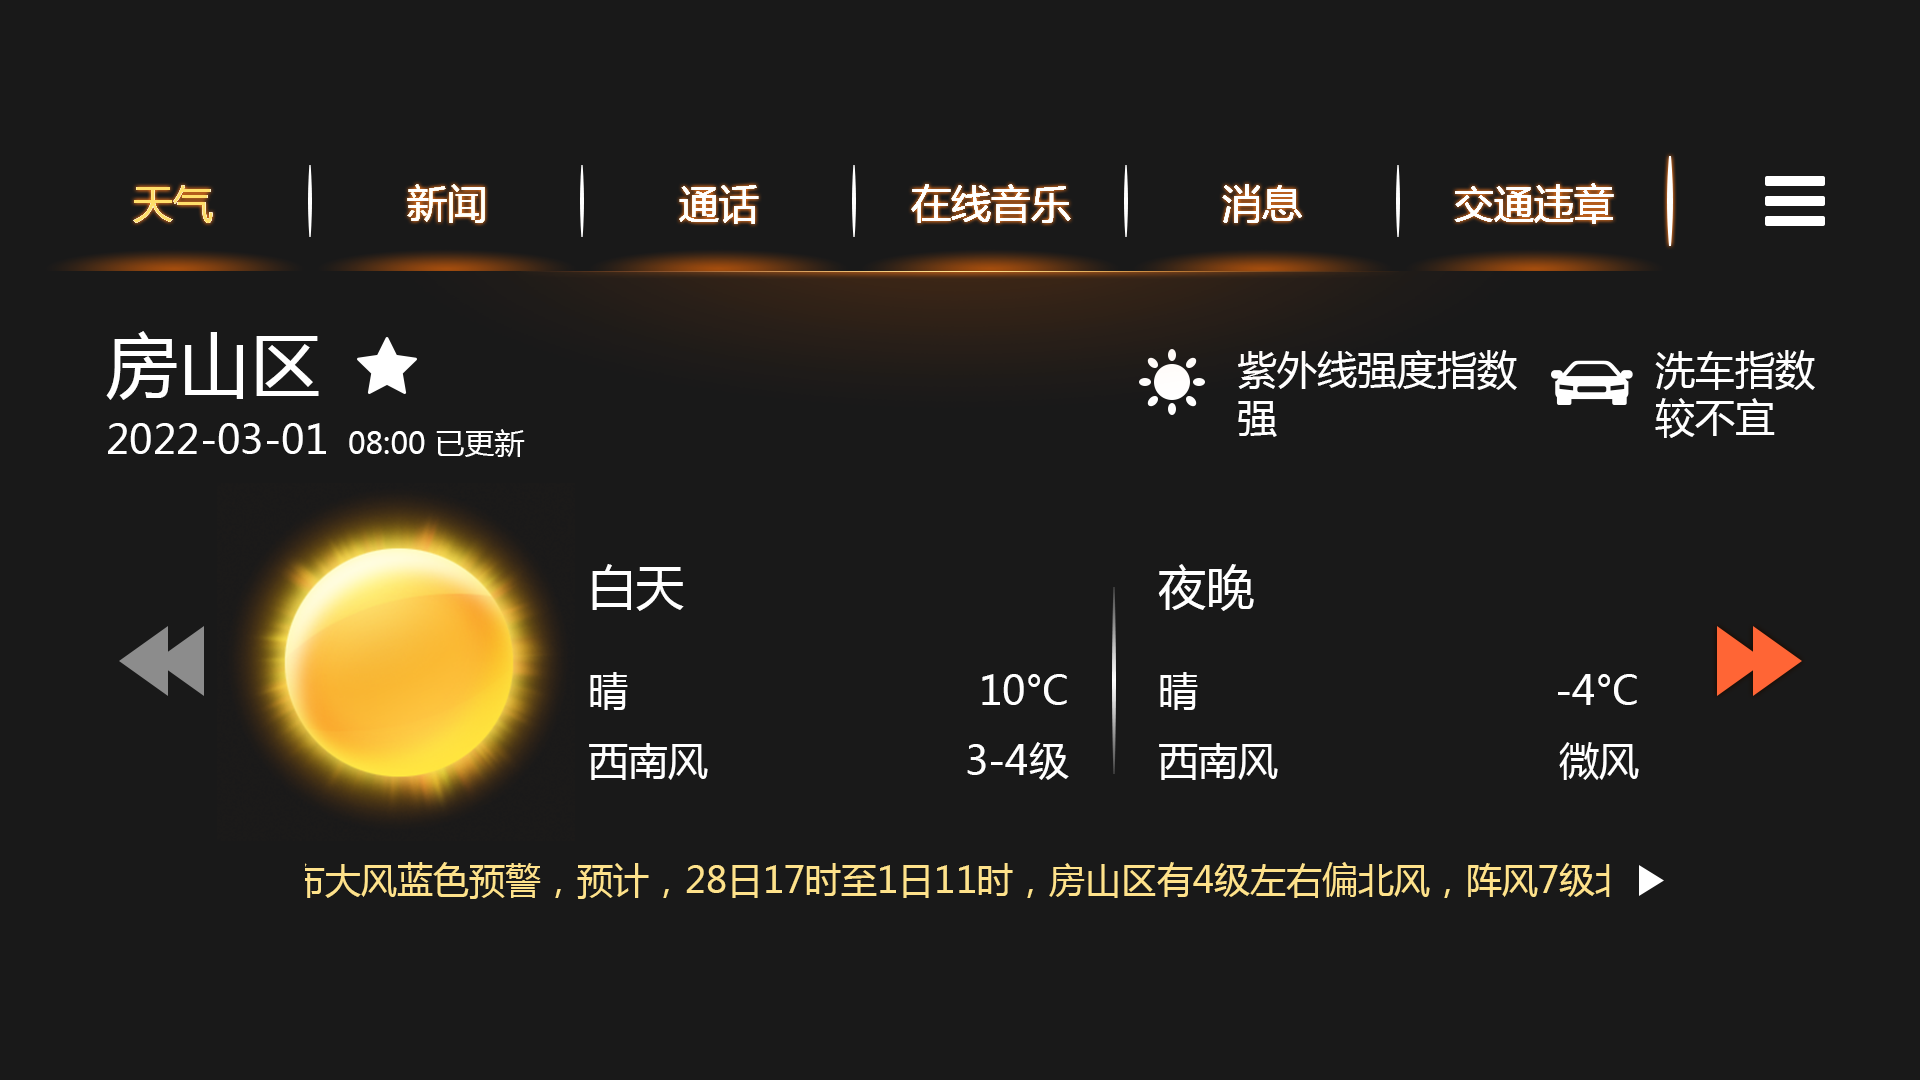 天气 新闻 通话 在线音乐 消息 交通违章
房山区
2022-03-01 08:00 已更新
紫外线强度指数
强
洗车指数
较不宜
白天
晴 10°C
西南风 3-4级
夜晚
晴 -4°C
西南风 微风
大风蓝色预警，预计，28日17时至1日11时，房山区有4级左右偏北风，阵风7级